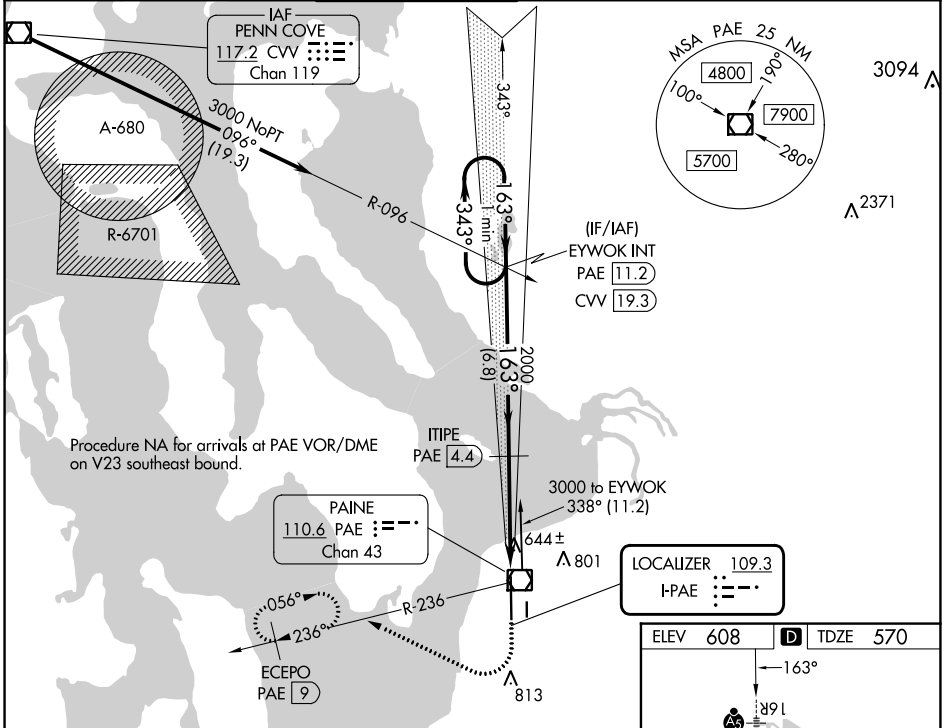 IAF
PENN COVE
117.2 CVV
Chan 119
MSA PAE 25 NM
4800
190°
100°
7900
5700
280°
3094
2371
A-680
R-6701
3000 NoPT
096°
(19.3)
R-096
343°
163°
343°
1 min
(IF/IAF)
EYWOK INT
PAE 11.2
CVV 19.3
2000
163°
(6.8)
Procedure NA for arrivals at PAE VOR/DME
on V23 southeast bound.
ITIPE
PAE 4.4
3000 to EYWOK
338° (11.2)
PAINE
110.6 PAE
Chan 43
644±
801
LOCALIZER 109.3
I-PAE
056°
236°
R-236
ECEPO
PAE 9
813
ELEV 608 D TDZE 570
163°
16R
A5